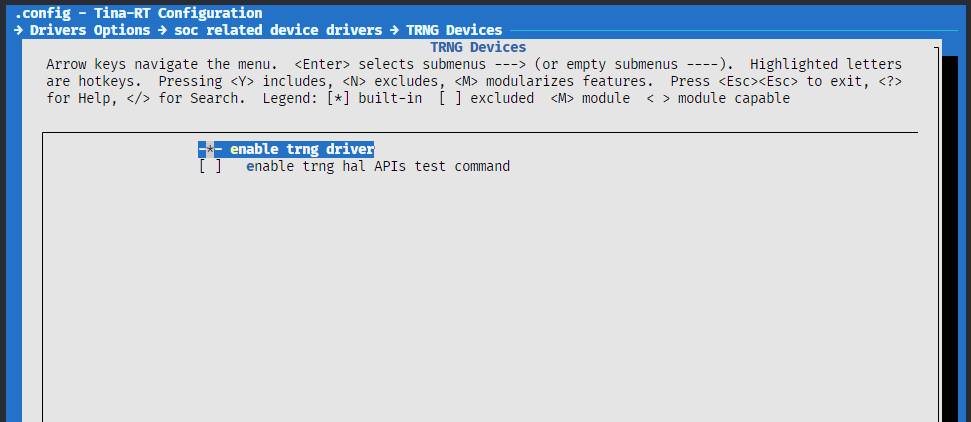 .config - Tina-RT Configuration
→ Drivers Options → soc related device drivers → TRNG Devices
TRNG Devices
Arrow keys navigate the menu.  <Enter> selects submenus ---> (or empty submenus ----).  Highlighted letters
are hotkeys.  Pressing <Y> includes, <N> excludes, <M> modularizes features.  Press <Esc><Esc> to exit, <?>
for Help, </> for Search.  Legend: [*] built-in  [ ] excluded  <M> module  < > module capable
-*- enable trng driver
[ ]   enable trng hal APIs test command